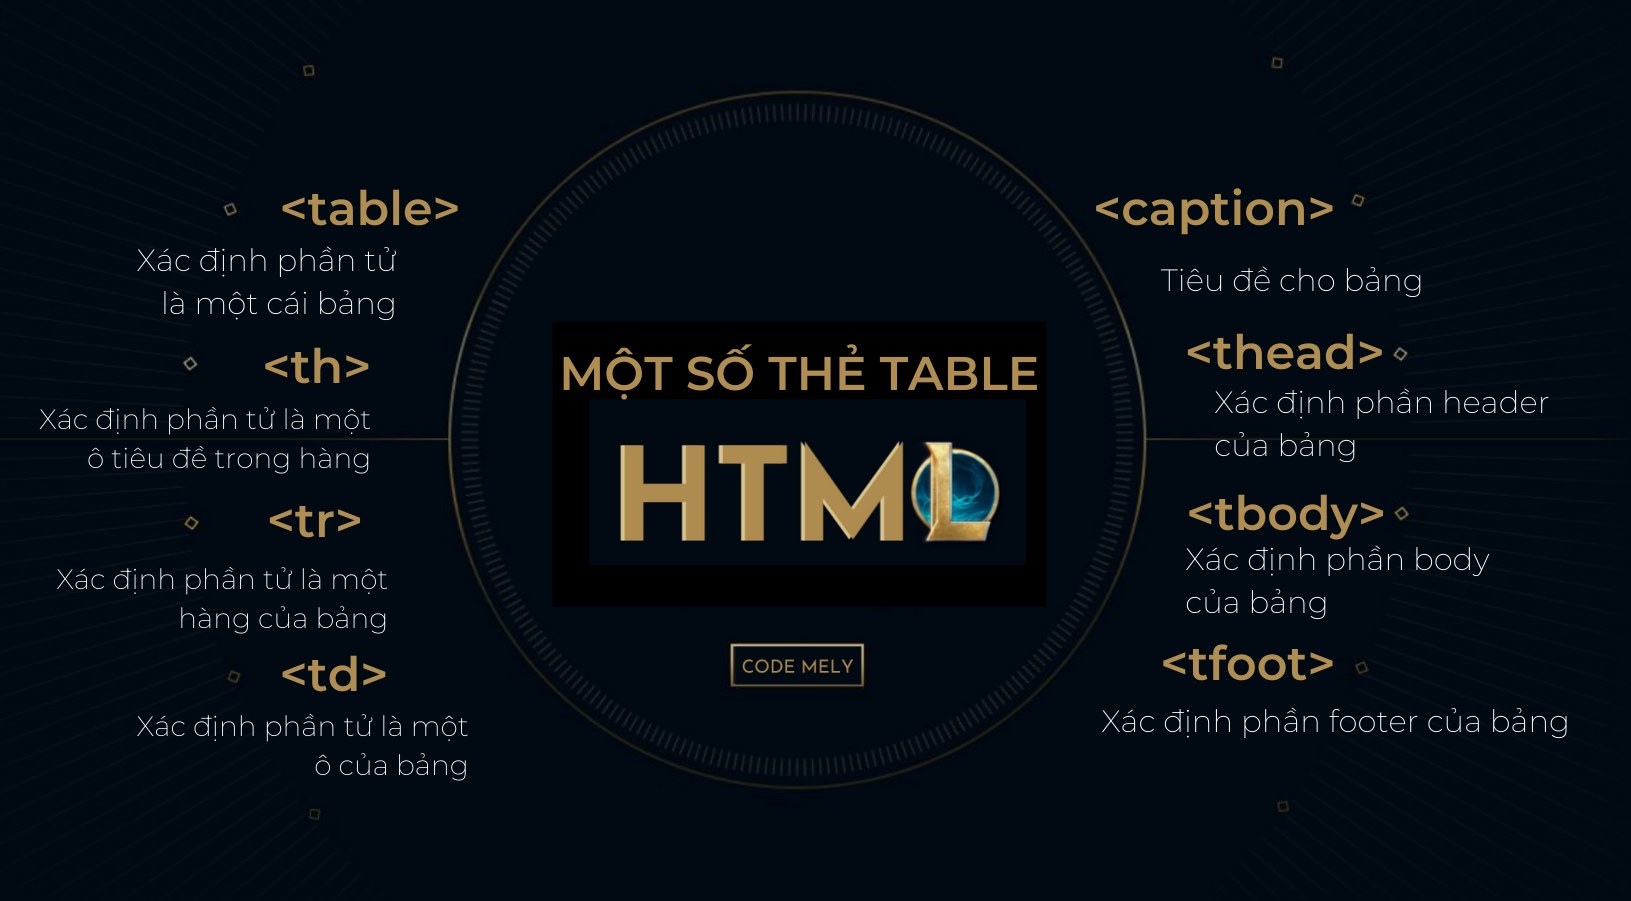 <table>
Xác định phần tử
là một cái bảng
<th>
Xác định phần tử là một
ô tiêu đề trong hàng
<tr>
Xác định phần tử là một
hàng của bảng
<td>
Xác định phần tử là một
ô của bảng
MỘT SỐ THẺ TABLE
HTML
CODE MELY
<caption>
Tiêu đề cho bảng
<thead>
Xác định phần header
của bảng
<tbody>
Xác định phần body
của bảng
<tfoot>
Xác định phần footer của bảng